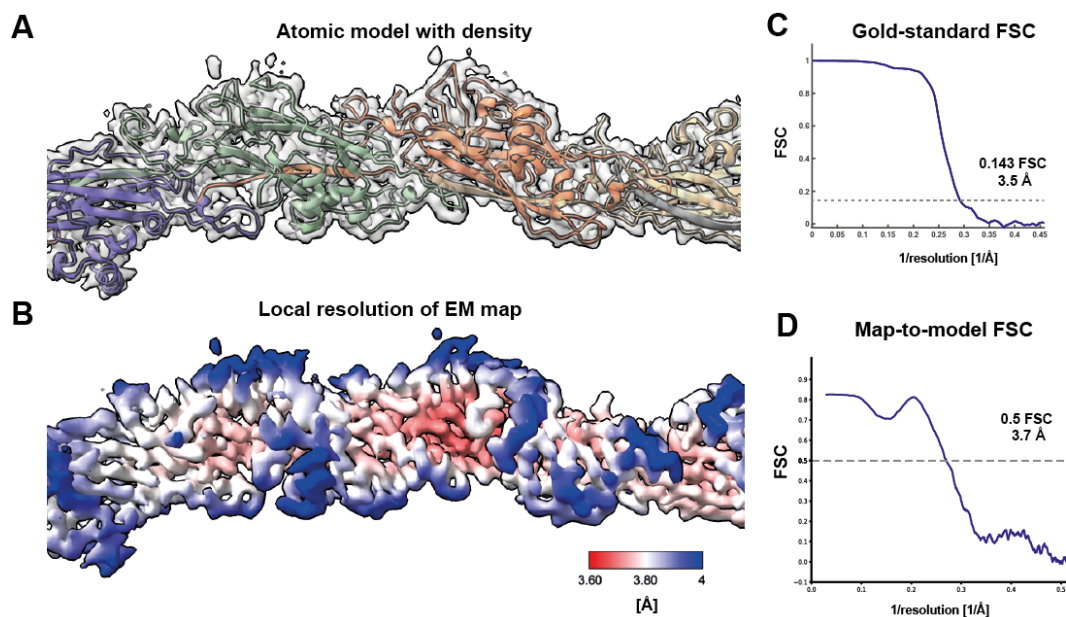 A
Atomic model with density
B
Local resolution of EM map
3.60 3.80 4
[Å]
C
Gold-standard FSC
FSC
1
0.8
0.6
0.4
0.2
0
0.143 FSC
3.5 Å
0 0.05 0.1 0.15 0.2 0.25 0.3 0.35 0.4 0.45
1/resolution [1/Å]
D
Map-to-model FSC
FSC
0.9
0.8
0.7
0.6
0.5
0.4
0.3
0.2
0.1
0.0
−0.1
0.5 FSC
3.7 Å
0.0 0.1 0.2 0.3 0.4 0.5
1/resolution [1/Å]